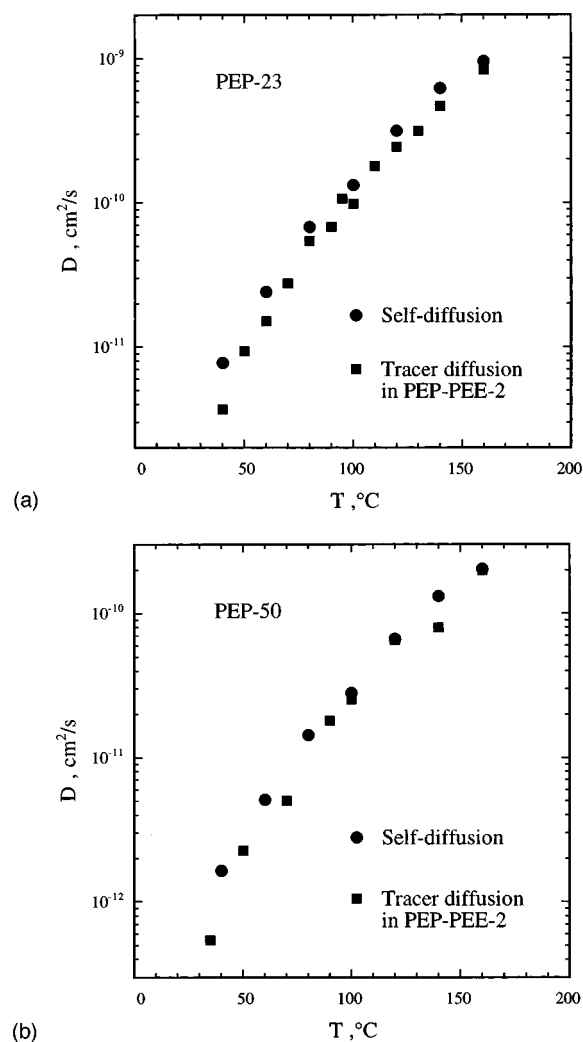 10⁻⁹
PEP-23
10⁻¹⁰
D , cm²/s
Self-diffusion
10⁻¹¹
Tracer diffusion
in PEP-PEE-2
0 50 100 150 200
(a)
T ,°C
10⁻¹⁰
PEP-50
10⁻¹¹
D , cm²/s
Self-diffusion
10⁻¹²
Tracer diffusion
in PEP-PEE-2
0 50 100 150 200
(b)
T ,°C